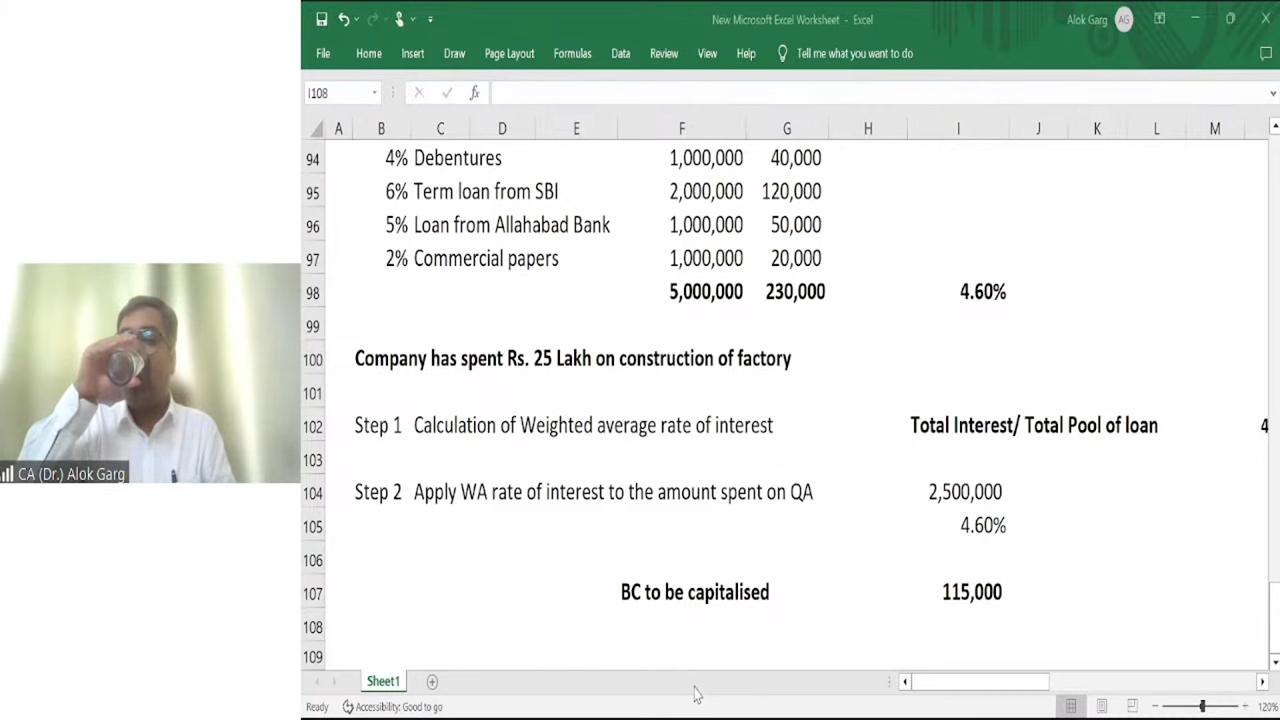 New Microsoft Excel Worksheet - Excel
Alok Garg AG
File Home Insert Draw Page Layout Formulas Data Review View Help Tell me what you want to do
I108 fx
A B C D E F G H I J K L M
94 4% Debentures 1,000,000 40,000
95 6% Term loan from SBI 2,000,000 120,000
96 5% Loan from Allahabad Bank 1,000,000 50,000
97 2% Commercial papers 1,000,000 20,000
98 5,000,000 230,000 4.60%
99
100 Company has spent Rs. 25 Lakh on construction of factory
101
102 Step 1 Calculation of Weighted average rate of interest Total Interest/ Total Pool of loan 4
103
104 Step 2 Apply WA rate of interest to the amount spent on QA 2,500,000
105 4.60%
106
107 BC to be capitalised 115,000
108
109
CA (Dr.) Alok Garg
Sheet1
Ready Accessibility: Good to go 120%